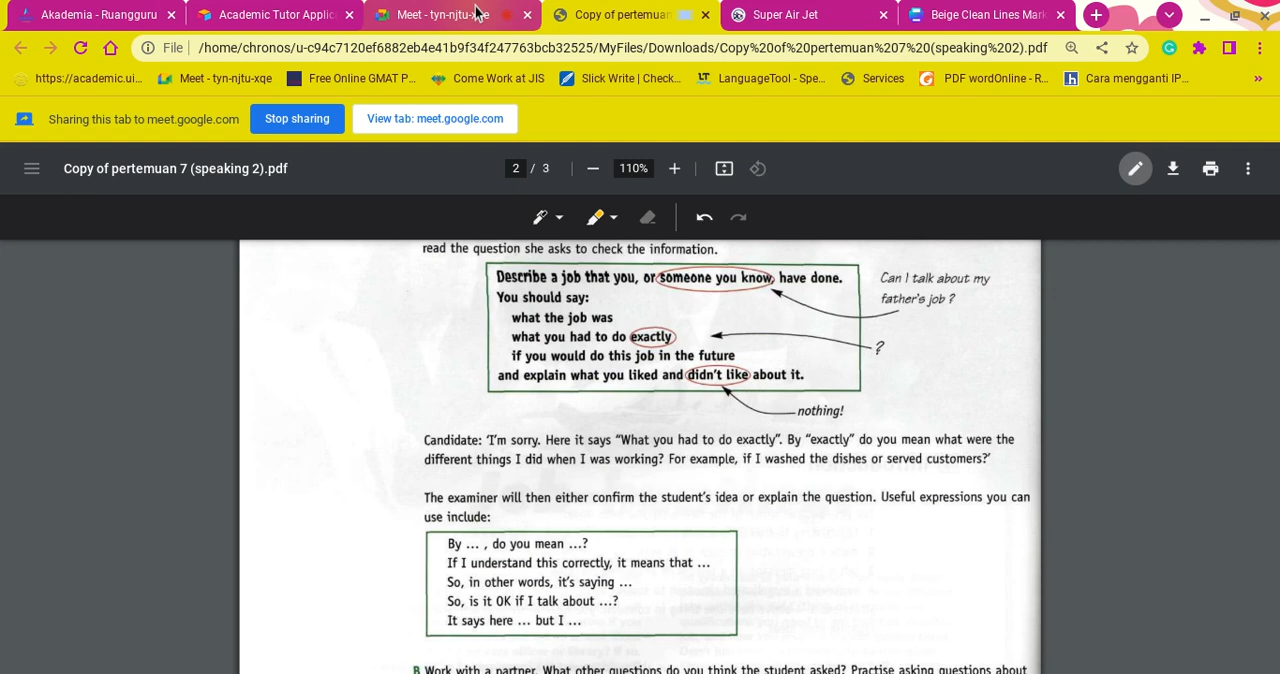 Akademia - Ruangguru
Academic Tutor Applic
Meet - tyn-njtu-xqe
Copy of pertemuan
Super Air Jet
Beige Clean Lines Mark
File
/home/chronos/u-c94c7120ef6882eb4e41b9f34f247763bcb32525/MyFiles/Downloads/Copy%20of%20pertemuan%207%20(speaking%202).pdf
https://academic.ui...
Meet - tyn-njtu-xqe
Free Online GMAT P...
Come Work at JIS
Slick Write | Check...
LanguageTool - Spe...
Services
PDF wordOnline - R...
Cara mengganti IP...
Sharing this tab to meet.google.com
Stop sharing
View tab: meet.google.com
Copy of pertemuan 7 (speaking 2).pdf
2 / 3
110%
read the question she asks to check the information.
Describe a job that you, or someone you know, have done.
You should say:
what the job was
what you had to do exactly
if you would do this job in the future
and explain what you liked and didn't like about it.
Can I talk about my
father's job?
?
nothing!
Candidate: 'I'm sorry. Here it says "What you had to do exactly". By "exactly" do you mean what were the
different things I did when I was working? For example, if I washed the dishes or served customers?'
The examiner will then either confirm the student's idea or explain the question. Useful expressions you can
use include:
By ... , do you mean ...?
If I understand this correctly, it means that ...
So, in other words, it's saying ...
So, is it OK if I talk about ...?
It says here ... but I ...
B Work with a partner. What other questions do you think the student asked? Practise asking questions about